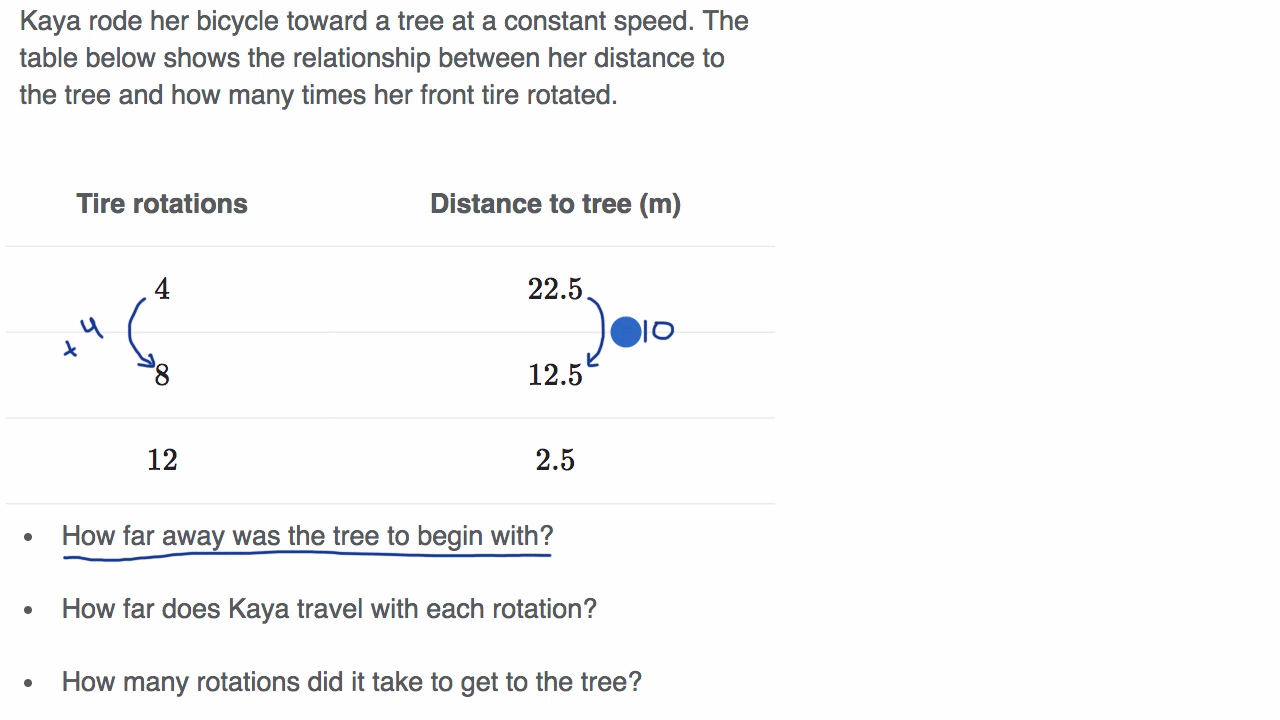 Kaya rode her bicycle toward a tree at a constant speed. The
table below shows the relationship between her distance to
the tree and how many times her front tire rotated.
Tire rotations Distance to tree (m)
4 22.5
+4 10
8 12.5
12 2.5
• How far away was the tree to begin with?
• How far does Kaya travel with each rotation?
• How many rotations did it take to get to the tree?